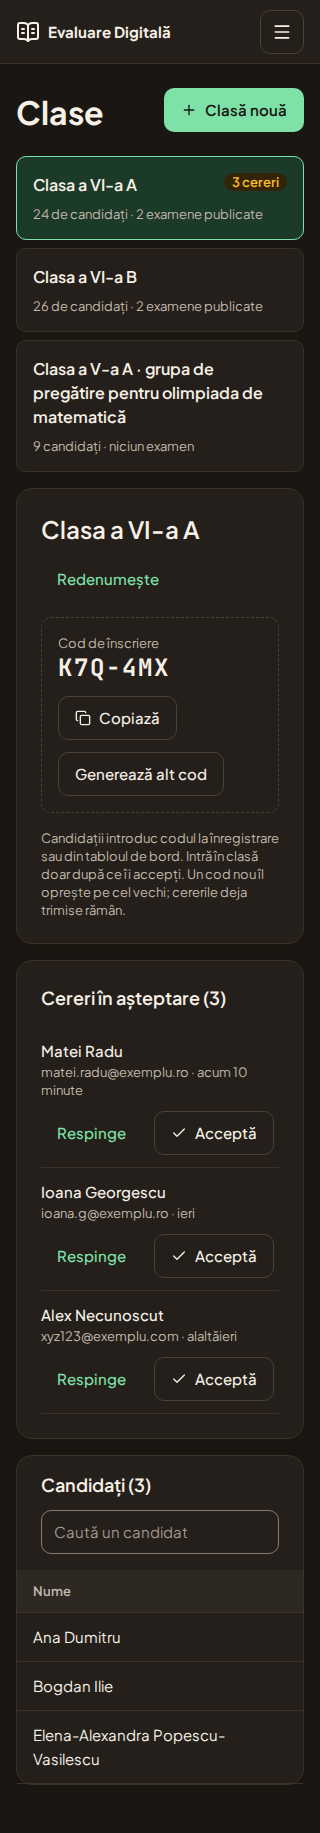 Evaluare Digitală
Clase
Clasă nouă
Clasa a VI-a A
3 cereri
24 de candidați · 2 examene publicate
Clasa a VI-a B
26 de candidați · 2 examene publicate
Clasa a V-a A · grupa de
pregătire pentru olimpiada de
matematică
9 candidați · niciun examen
Clasa a VI-a A
Redenumește
Cod de înscriere
K7Q-4MX
Copiază
Generează alt cod
Candidații introduc codul la înregistrare
sau din tabloul de bord. Intră în clasă
doar după ce îi accepți. Un cod nou îl
oprește pe cel vechi; cererile deja
trimise rămân.
Cereri în așteptare (3)
Matei Radu
matei.radu@exemplu.ro · acum 10
minute
Respinge
Acceptă
Ioana Georgescu
ioana.g@exemplu.ro · ieri
Respinge
Acceptă
Alex Necunoscut
xyz123@exemplu.com · alaltăieri
Respinge
Acceptă
Candidați (3)
Caută un candidat
Nume
Ana Dumitru
Bogdan Ilie
Elena-Alexandra Popescu-
Vasilescu